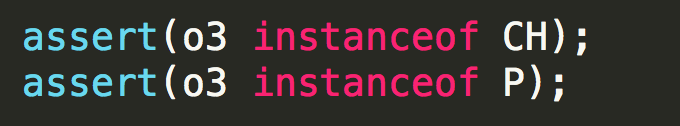 assert(o3 instanceof CH);
assert(o3 instanceof P);